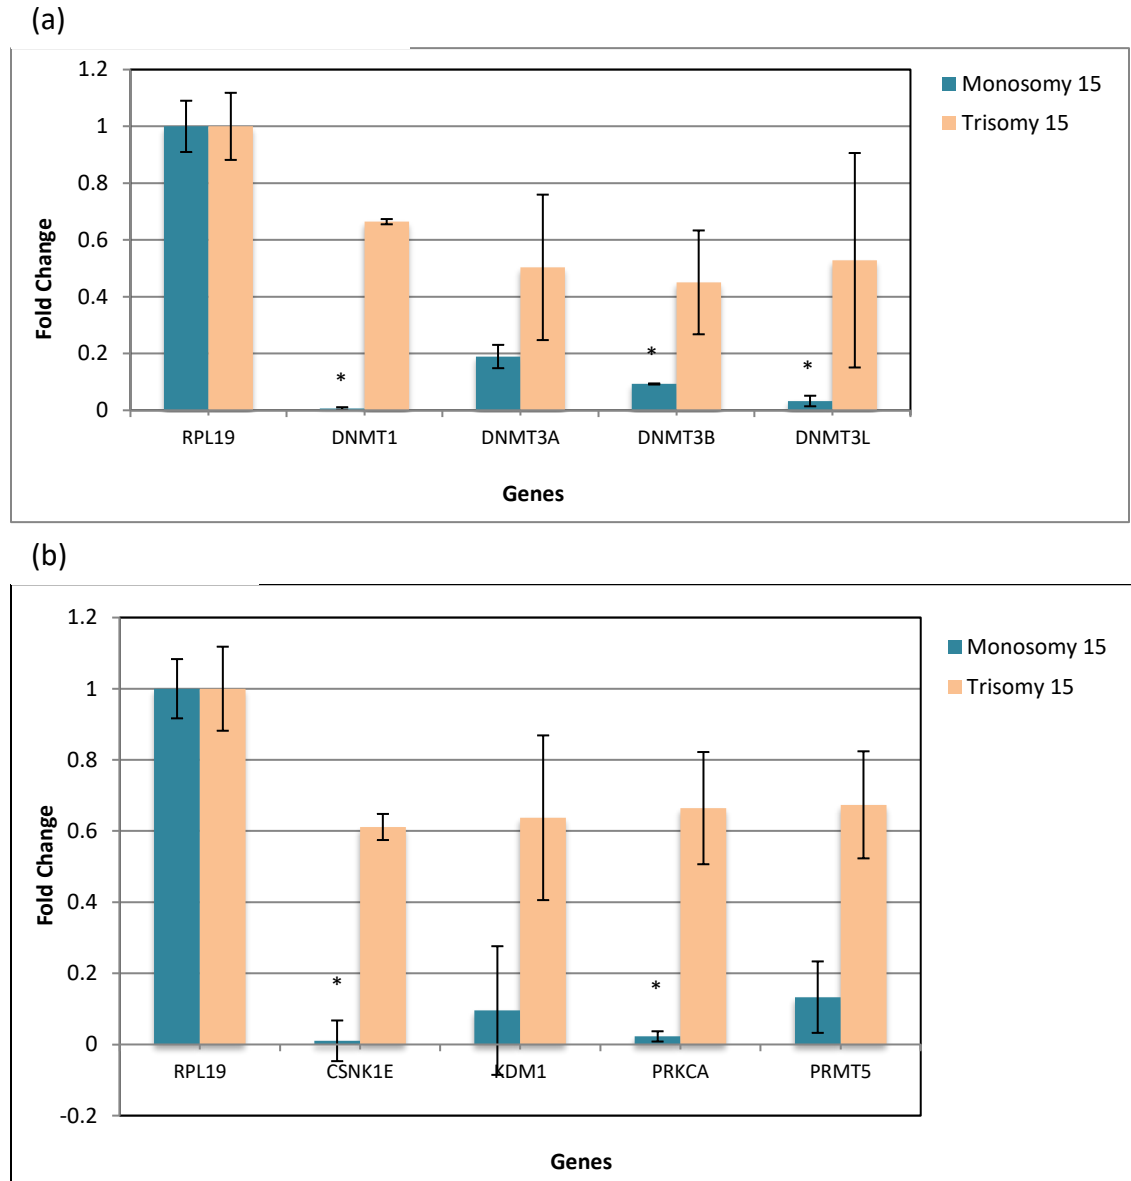 (a)
1.2
1
0.8
0.6
0.4
0.2
0
Fold Change
*
*
*
RPL19 DNMT1 DNMT3A DNMT3B DNMT3L
Genes
Monosomy 15
Trisomy 15
(b)
1.2
1
0.8
0.6
0.4
0.2
0
-0.2
Fold Change
*
*
RPL19 CSNK1E KDM1 PRKCA PRMT5
Genes
Monosomy 15
Trisomy 15